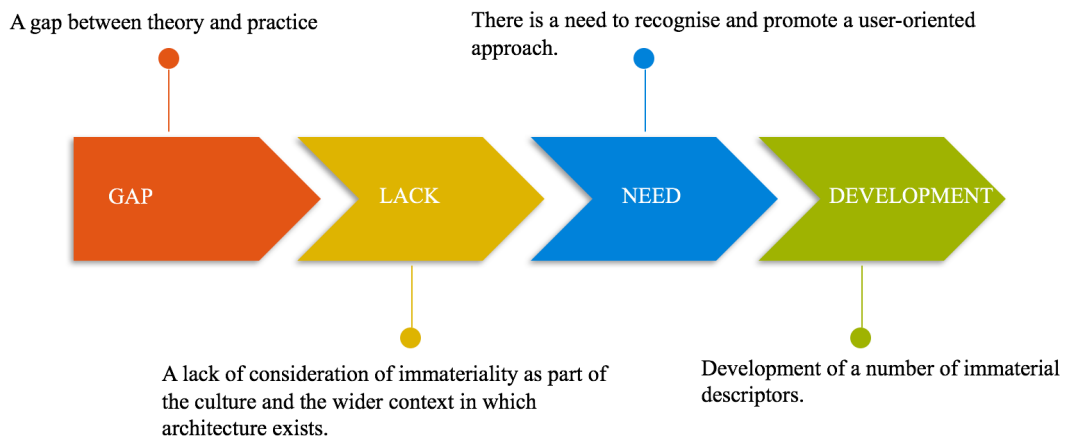 A gap between theory and practice
There is a need to recognise and promote a user-oriented
approach.
GAP
LACK
NEED
DEVELOPMENT
A lack of consideration of immateriality as part of
the culture and the wider context in which
architecture exists.
Development of a number of immaterial
descriptors.